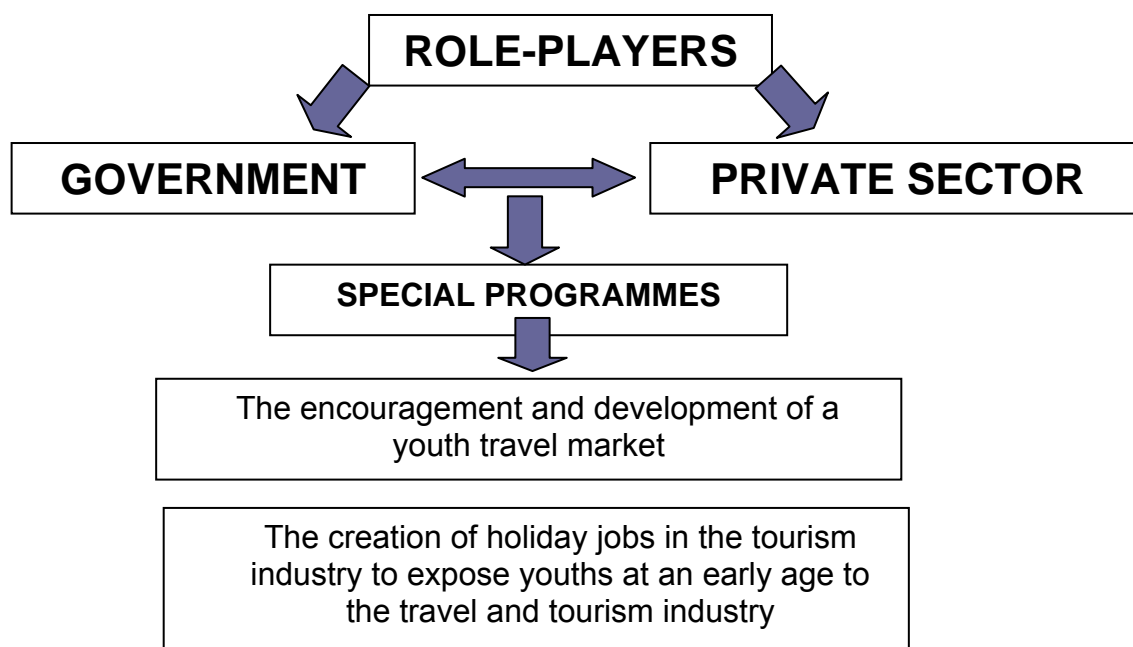 ROLE-PLAYERS
GOVERNMENT
PRIVATE SECTOR
SPECIAL PROGRAMMES
The encouragement and development of a
youth travel market
The creation of holiday jobs in the tourism
industry to expose youths at an early age to
the travel and tourism industry